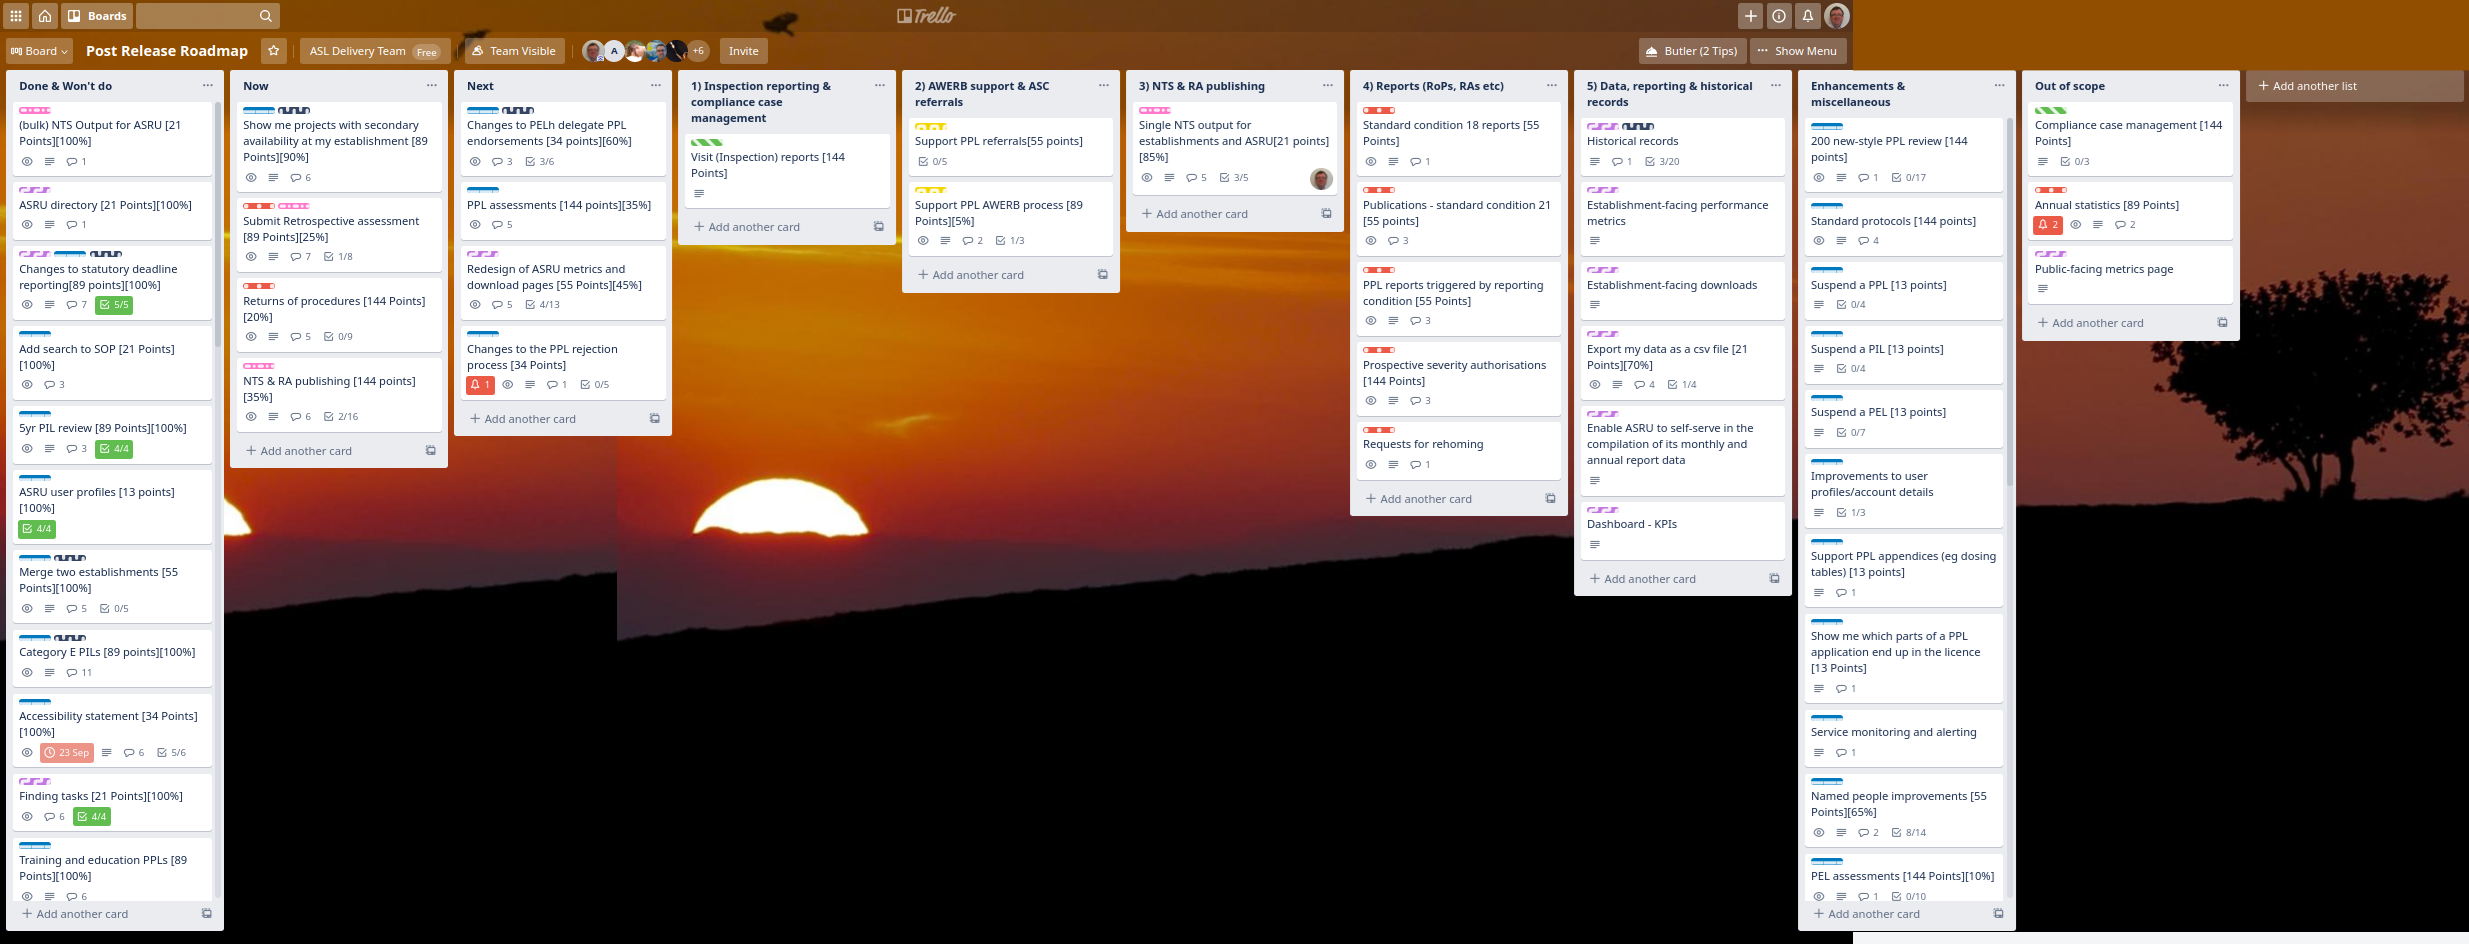 Boards
Trello
Board
Post Release Roadmap
ASL Delivery Team Free
Team Visible
A
+6
Invite
Butler (2 Tips)
Show Menu
Done & Won't do
(bulk) NTS Output for ASRU [21
Points][100%]
1
ASRU directory [21 Points][100%]
1
Changes to statutory deadline
reporting[89 points][100%]
7 5/5
Add search to SOP [21 Points]
[100%]
3
5yr PIL review [89 Points][100%]
3 4/4
ASRU user profiles [13 points]
[100%]
4/4
Merge two establishments [55
Points][100%]
5 0/5
Category E PILs [89 points][100%]
11
Accessibility statement [34 Points]
[100%]
23 Sep 6 5/6
Finding tasks [21 Points][100%]
6 4/4
Training and education PPLs [89
Points][100%]
6
+ Add another card
Now
Show me projects with secondary
availability at my establishment [89
Points][90%]
6
Submit Retrospective assessment
[89 Points][25%]
7 1/8
Returns of procedures [144 Points]
[20%]
5 0/9
NTS & RA publishing [144 points]
[35%]
6 2/16
+ Add another card
Next
Changes to PELh delegate PPL
endorsements [34 points][60%]
3 3/6
PPL assessments [144 points][35%]
5
Redesign of ASRU metrics and
download pages [55 Points][45%]
5 4/13
Changes to the PPL rejection
process [34 Points]
1 1 0/5
+ Add another card
1) Inspection reporting &
compliance case
management
Visit (Inspection) reports [144
Points]
+ Add another card
2) AWERB support & ASC
referrals
Support PPL referrals[55 points]
0/5
Support PPL AWERB process [89
Points][5%]
2 1/3
+ Add another card
3) NTS & RA publishing
Single NTS output for
establishments and ASRU[21 points]
[85%]
5 3/5
+ Add another card
4) Reports (RoPs, RAs etc)
Standard condition 18 reports [55
Points]
1
Publications - standard condition 21
[55 points]
3
PPL reports triggered by reporting
condition [55 Points]
3
Prospective severity authorisations
[144 Points]
3
Requests for rehoming
1
+ Add another card
5) Data, reporting & historical
records
Historical records
1 3/20
Establishment-facing performance
metrics
Establishment-facing downloads
Export my data as a csv file [21
Points][70%]
4 1/4
Enable ASRU to self-serve in the
compilation of its monthly and
annual report data
Dashboard - KPIs
+ Add another card
Enhancements &
miscellaneous
200 new-style PPL review [144
points]
1 0/17
Standard protocols [144 points]
4
Suspend a PPL [13 points]
0/4
Suspend a PIL [13 points]
0/4
Suspend a PEL [13 points]
0/7
Improvements to user
profiles/account details
1/3
Support PPL appendices (eg dosing
tables) [13 points]
1
Show me which parts of a PPL
application end up in the licence
[13 Points]
1
Service monitoring and alerting
1
Named people improvements [55
Points][65%]
2 8/14
PEL assessments [144 Points][10%]
1 0/10
+ Add another card
Out of scope
Compliance case management [144
Points]
0/3
Annual statistics [89 Points]
2 2
Public-facing metrics page
+ Add another card
+ Add another list